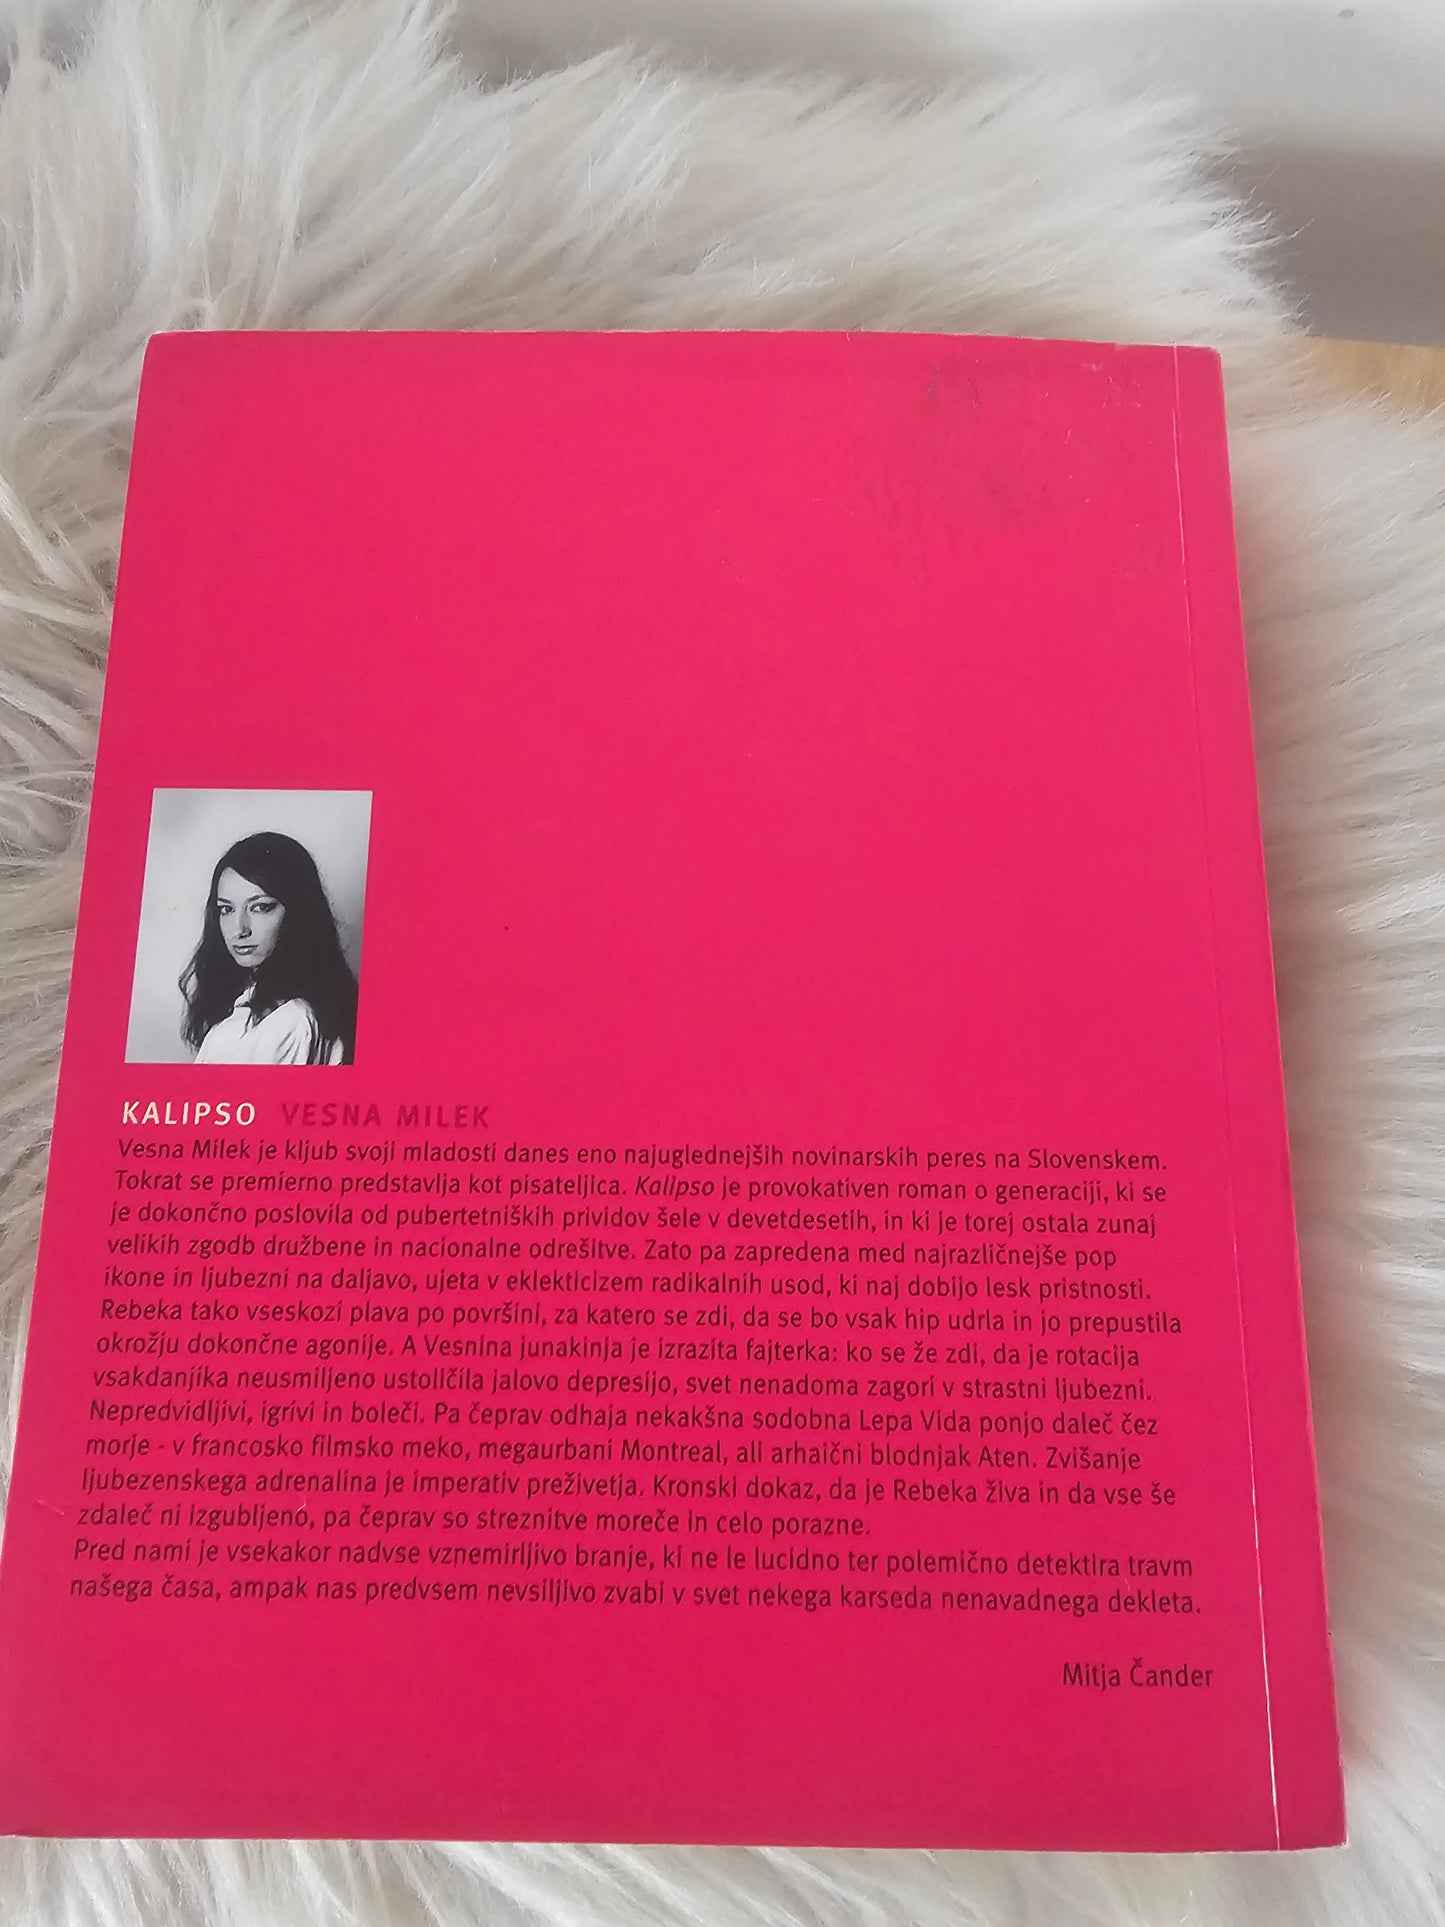 KALIPSO VESNA MILEK
Vesna Milek je kljub svoji mladosti danes eno najuglednejših novinarskih peres na Slovenskem.
Tokrat se premierno predstavlja kot pisateljica. Kalipso je provokativen roman o generaciji, ki se
je dokončno poslovila od pubertetniških prividov šele v devetdesetih, in ki je torej ostala zunaj
velikih zgodb družbene in nacionalne odrešitve. Zato pa zapredena med najrazličnejše pop
ikone in ljubezni na daljavo, ujeta v eklekticizem radikalnih usod, ki naj dobijo lesk pristnosti.
Rebeka tako vseskozi plava po površini, za katero se zdi, da se bo vsak hip udrla in jo prepustila
okrožju dokončne agonije. A Vesnina junakinja je izrazita fajterka: ko se že zdi, da je rotacija
vsakdanjika neusmiljeno ustoličila jalovo depresijo, svet nenadoma zagori v strastni ljubezni.
Nepredvidljivi, igrivi in boleči. Pa čeprav odhaja nekakšna sodobna Lepa Vida ponjo daleč čez
morje - v francosko filmsko meko, megaurbani Montreal, ali arhaični blodnjak Aten. Zvišanje
ljubezenskega adrenalina je imperativ preživetja. Kronski dokaz, da je Rebeka živa in da vse še
zdaleč ni izgubljeno, pa čeprav so streznitve moreče in celo porazne.
Pred nami je vsekakor nadvse vznemirljivo branje, ki ne le lucidno ter polemično detektira travm
našega časa, ampak nas predvsem nevsiljivo zvabi v svet nekega karseda nenavadnega dekleta.
Mitja Čander